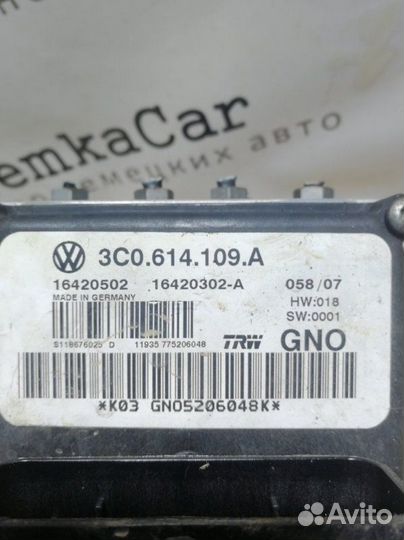 emkaCar
емецких авто
3C0.614.109.A
16420502 16420302-A 058/07
MADE IN GERMANY HW:018
SW:0001
S118676025 D 11935 775206048 TRW GNO
*K03 GNO5206048K*
Avito